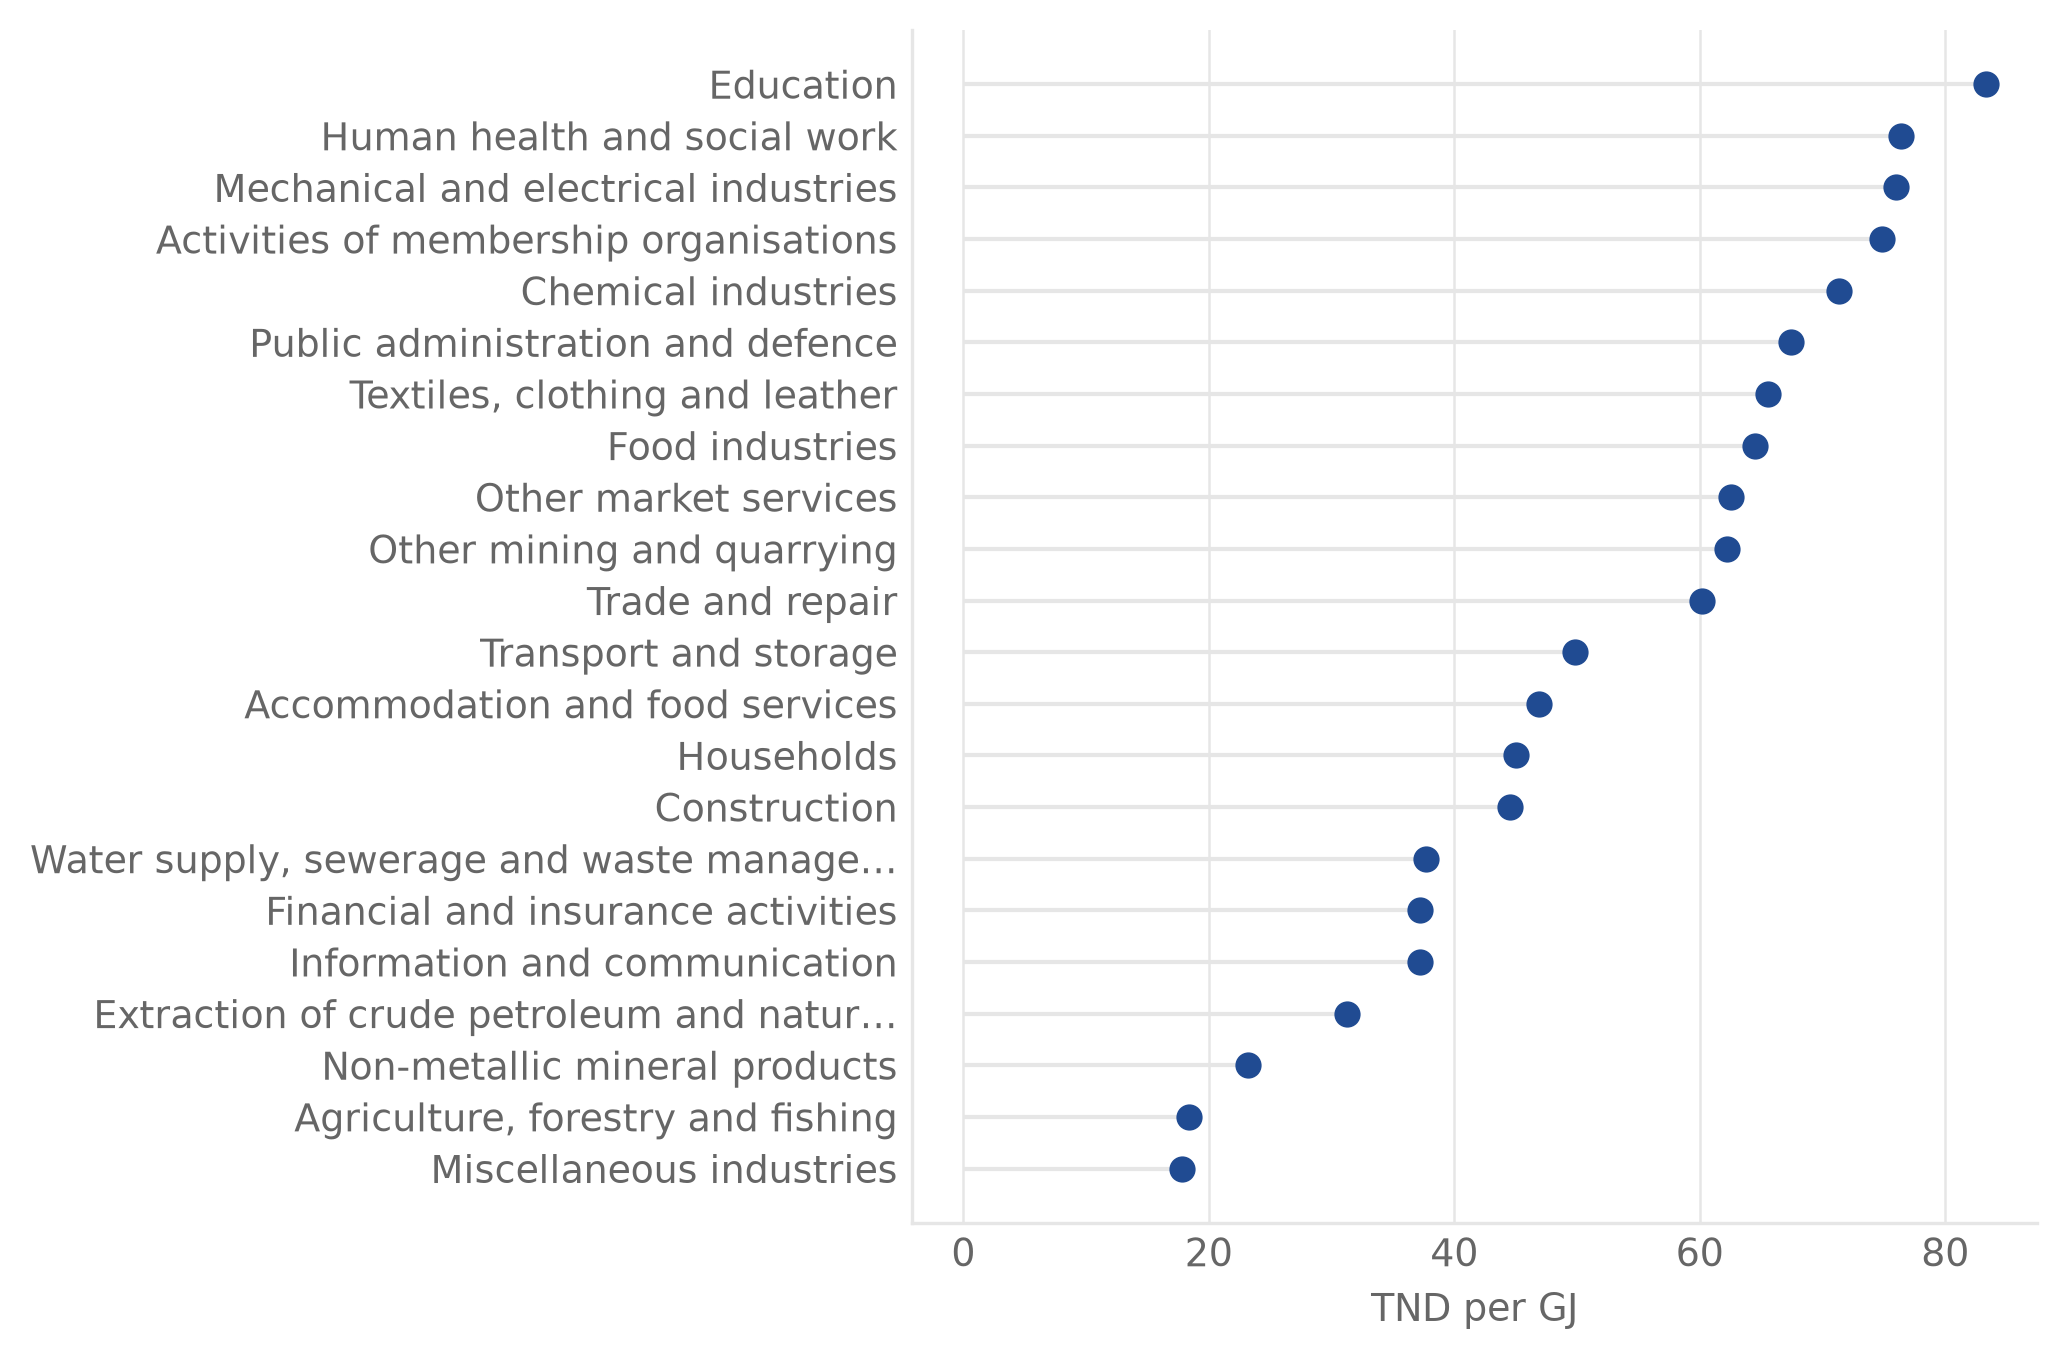 Education
Human health and social work
Mechanical and electrical industries
Activities of membership organisations
Chemical industries
Public administration and defence
Textiles, clothing and leather
Food industries
Other market services
Other mining and quarrying
Trade and repair
Transport and storage
Accommodation and food services
Households
Construction
Water supply, sewerage and waste manage...
Financial and insurance activities
Information and communication
Extraction of crude petroleum and natur...
Non-metallic mineral products
Agriculture, forestry and fishing
Miscellaneous industries
0 20 40 60 80
TND per GJ